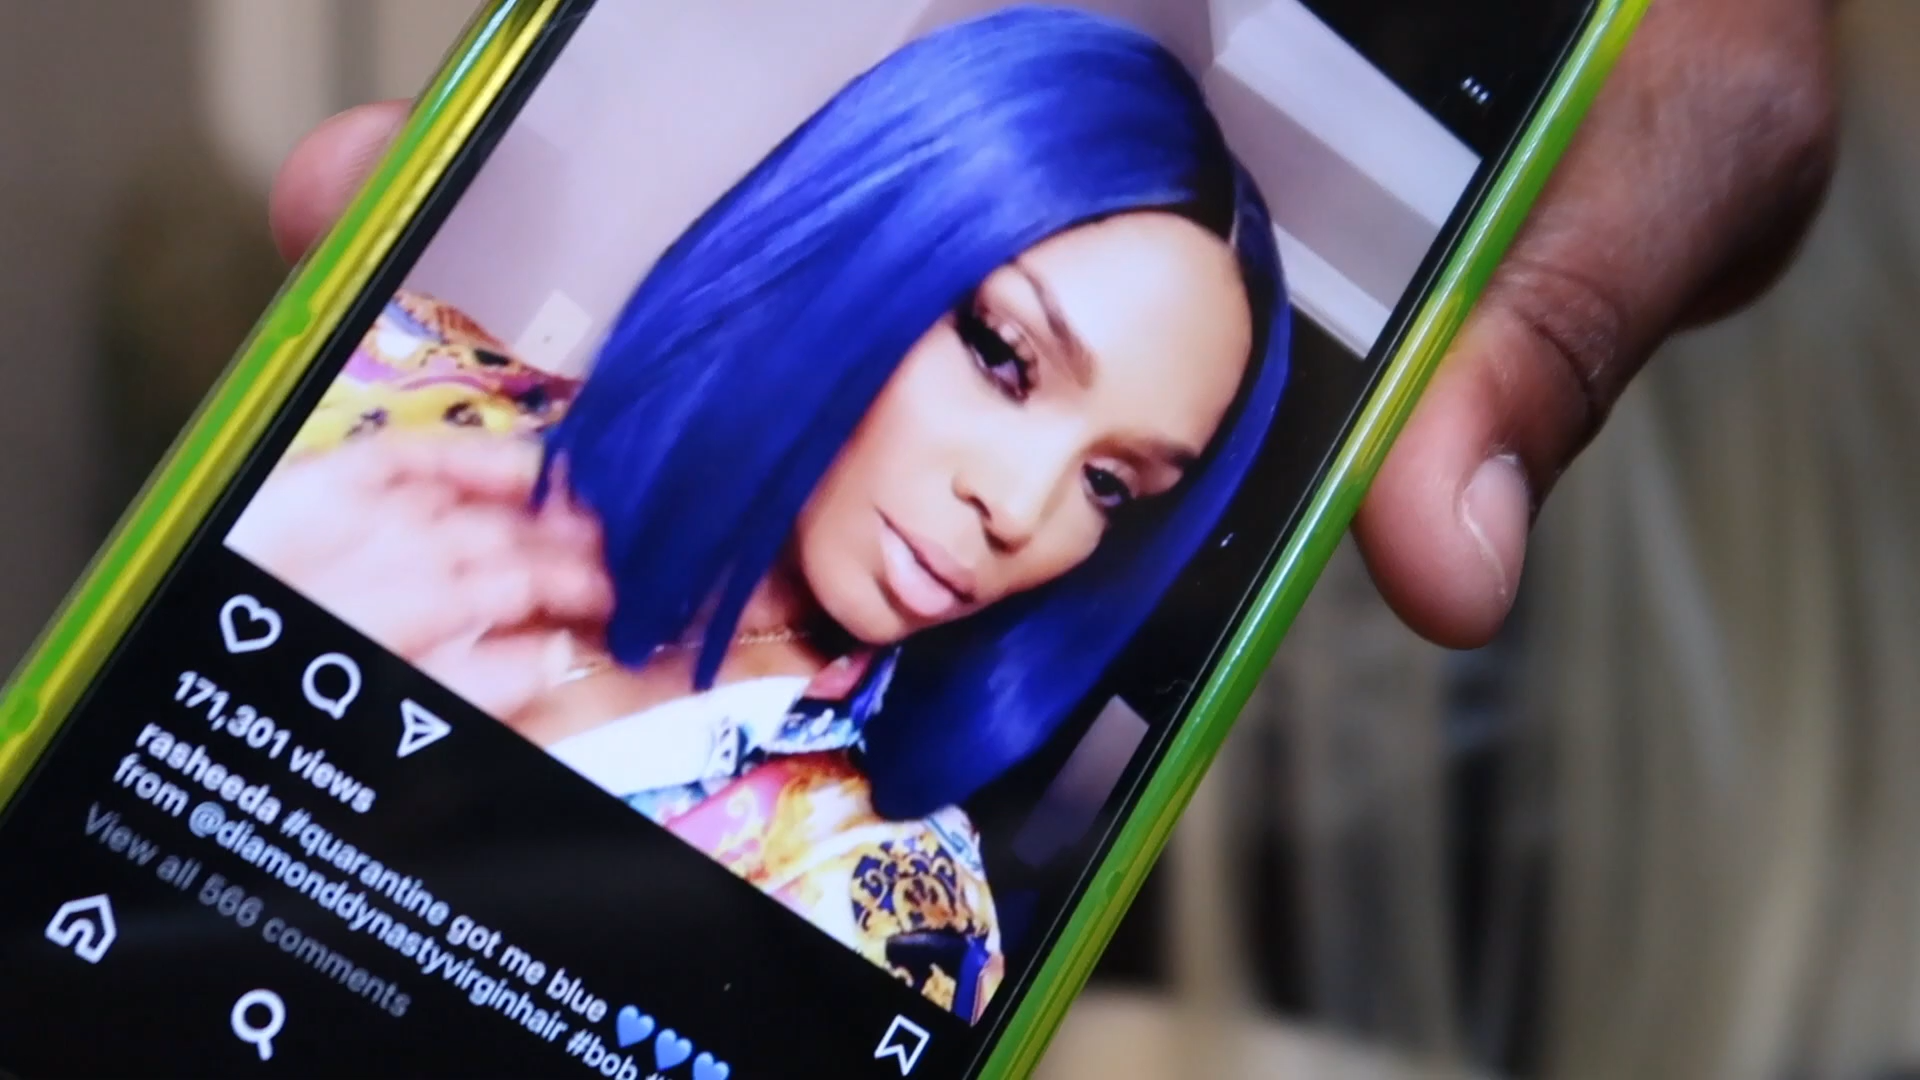 171,301 views
rasheeda #quarantine got me blue 💙💙💙
from @diamonddynastyvirginhair #bob
View all 566 comments